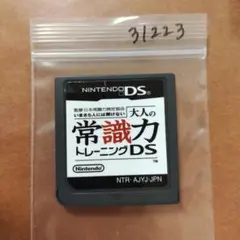 31223
NINTENDO DS
監修 日本常識力検定協会
いまさら人には聞けない
大人の
常識力
トレーニングDS
Nintendo
NTR-AJYJ-JPN